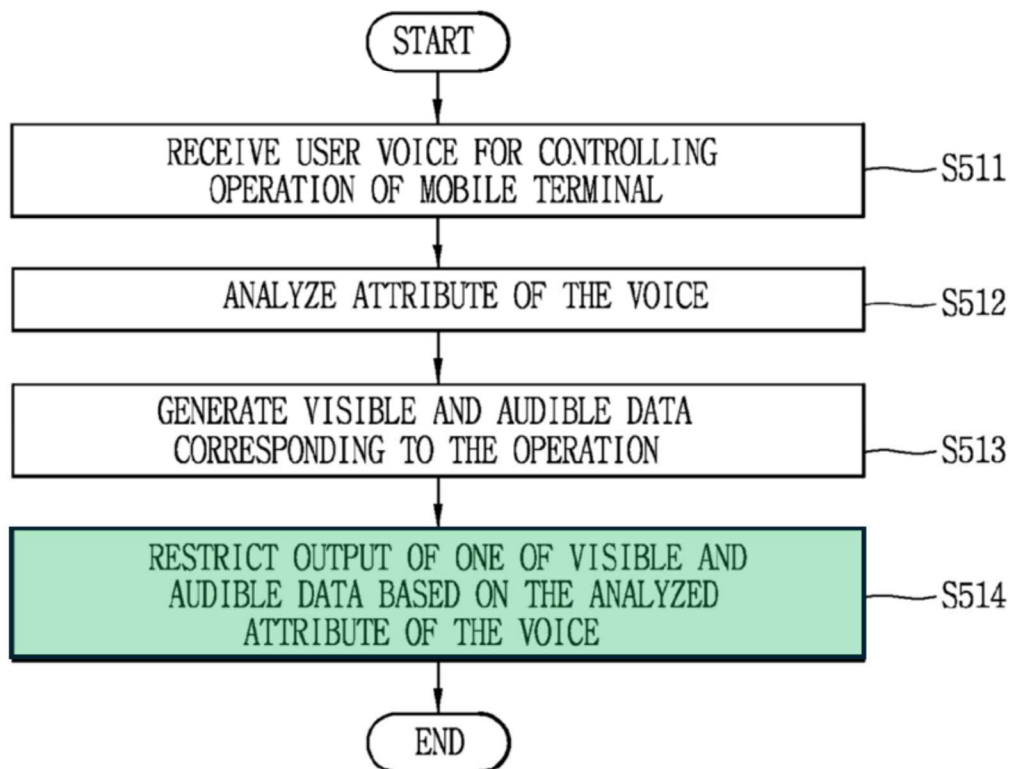 START
RECEIVE USER VOICE FOR CONTROLLING
OPERATION OF MOBILE TERMINAL
S511
ANALYZE ATTRIBUTE OF THE VOICE
S512
GENERATE VISIBLE AND AUDIBLE DATA
CORRESPONDING TO THE OPERATION
S513
RESTRICT OUTPUT OF ONE OF VISIBLE AND
AUDIBLE DATA BASED ON THE ANALYZED
ATTRIBUTE OF THE VOICE
S514
END